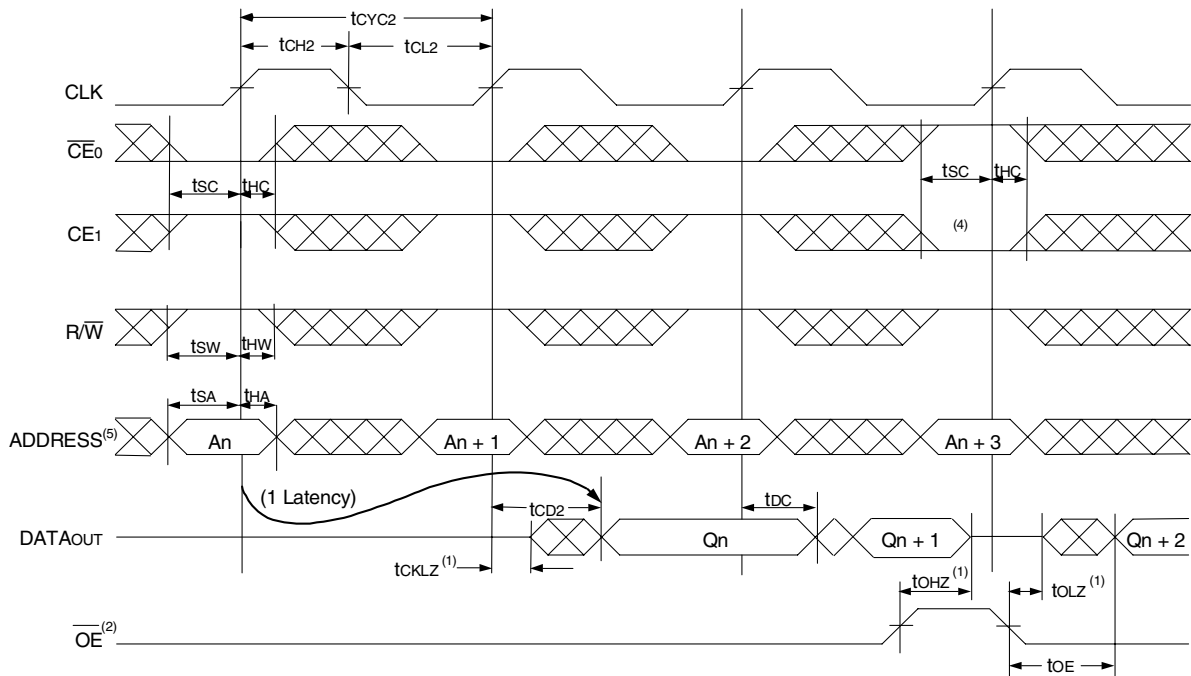 tCYC2
tCH2 tCL2
CLK
CE0
tSC tHC tSC tHC
CE1 (4)
R/W
tSW tHW
tSA tHA
ADDRESS(5) An An + 1 An + 2 An + 3
(1 Latency) tCD2 tDC
DATAOUT Qn Qn + 1 Qn + 2
tCKLZ (1) tOHZ (1) tOLZ (1)
OE (2)
tOE